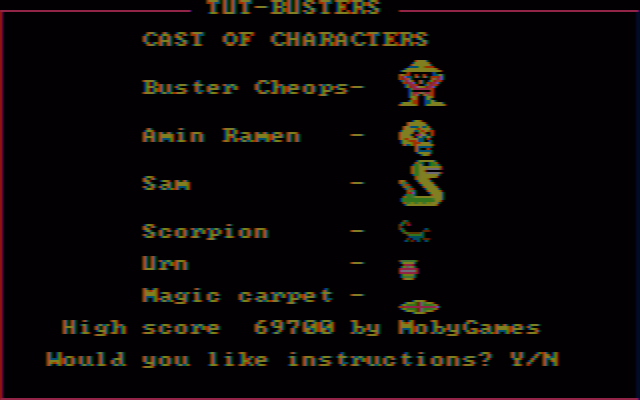 TUT-BUSTERS
CAST OF CHARACTERS
Buster Cheops-
Amin Ramen -
Sam -
Scorpion -
Urn -
Magic carpet -
High score 69700 by MobyGames
Would you like instructions? Y/N